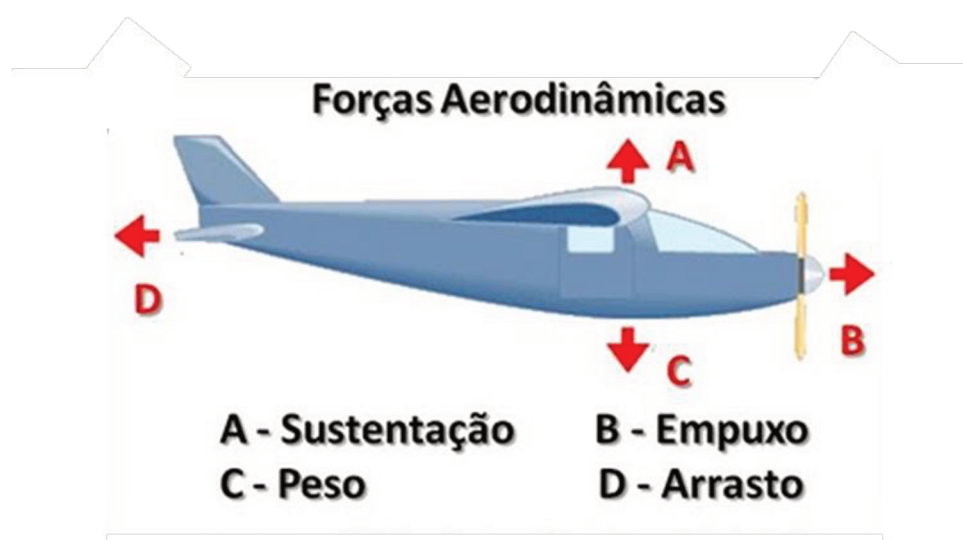 Forças Aerodinâmicas
A
D
B
C
A - Sustentação B - Empuxo
C - Peso D - Arrasto